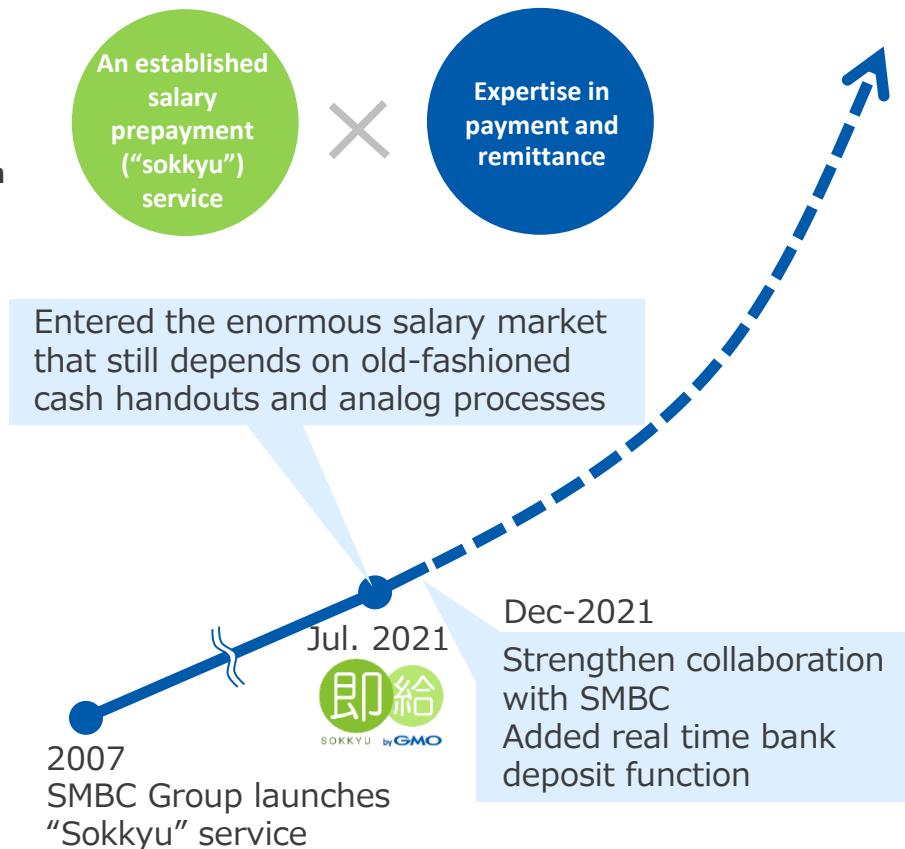 An established
salary
prepayment
(“sokkyu”)
service
Expertise in
payment and
remittance
Entered the enormous salary market
that still depends on old-fashioned
cash handouts and analog processes
Jul. 2021
即給
SOKKYU by GMO
Dec-2021
Strengthen collaboration
with SMBC
Added real time bank
deposit function
2007
SMBC Group launches
“Sokkyu” service